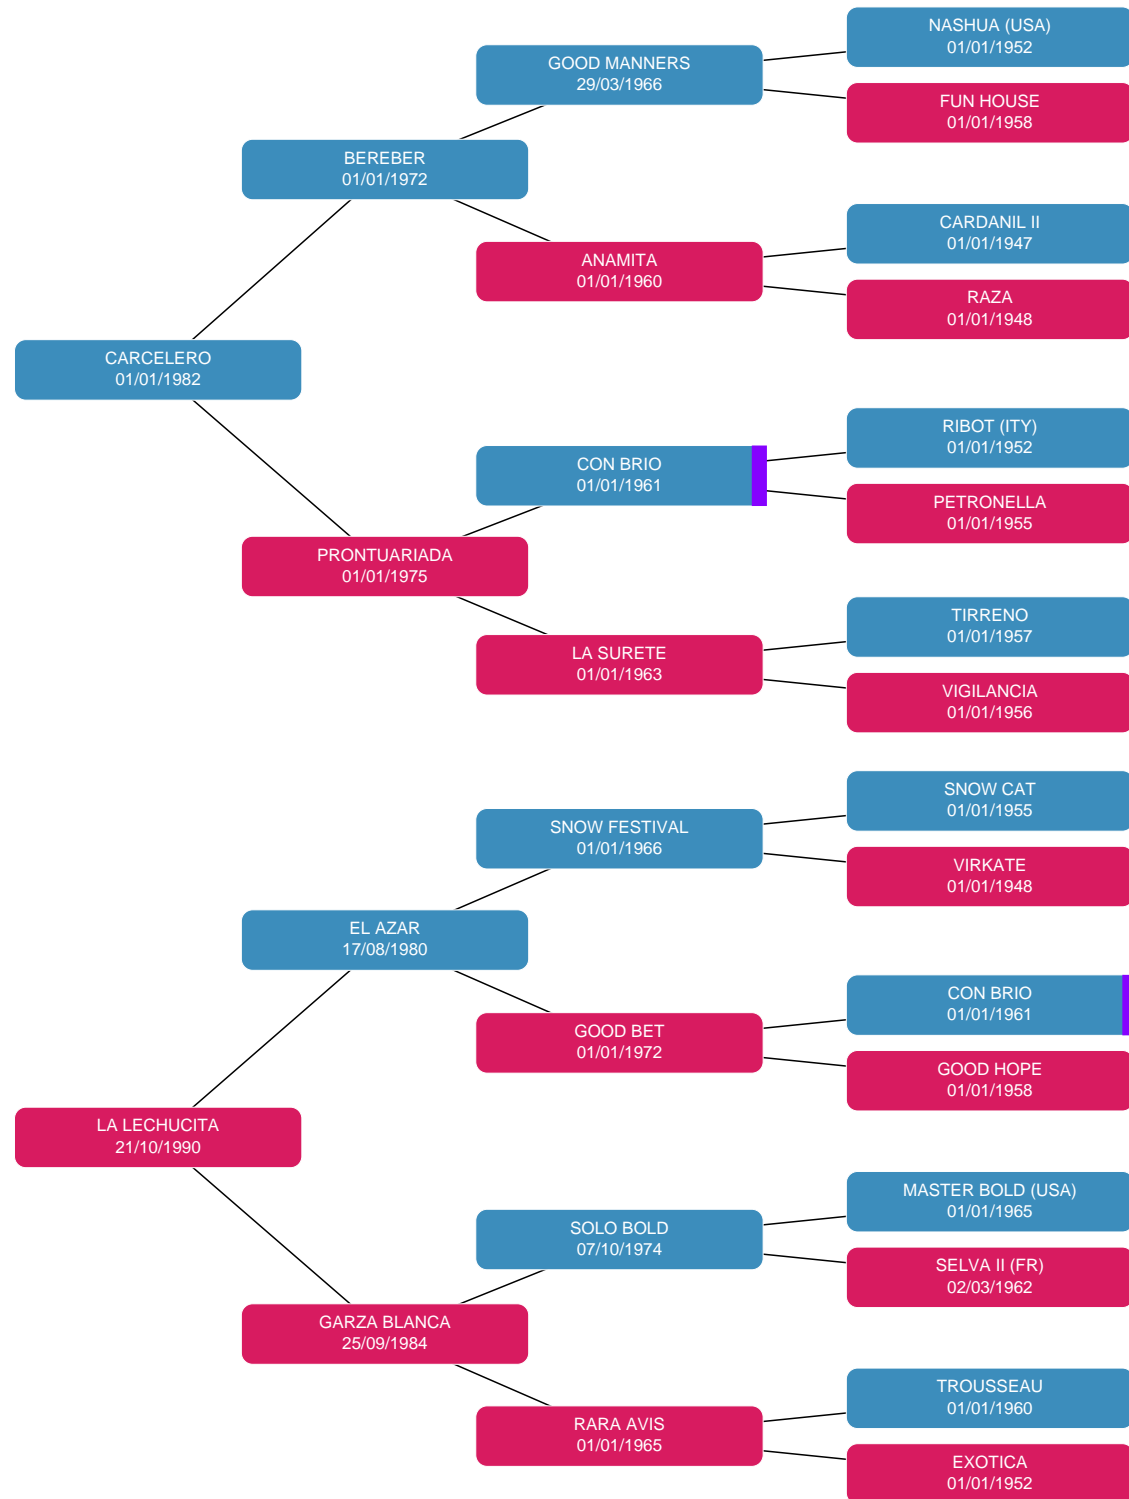 NASHUA (USA)
01/01/1952
GOOD MANNERS
29/03/1966
FUN HOUSE
01/01/1958
BEREBER
01/01/1972
CARDANIL II
01/01/1947
ANAMITA
01/01/1960
RAZA
01/01/1948
CARCELERO
01/01/1982
RIBOT (ITY)
01/01/1952
CON BRIO
01/01/1961
PETRONELLA
01/01/1955
PRONTUARIADA
01/01/1975
TIRRENO
01/01/1957
LA SURETE
01/01/1963
VIGILANCIA
01/01/1956
SNOW CAT
01/01/1955
SNOW FESTIVAL
01/01/1966
VIRKATE
01/01/1948
EL AZAR
17/08/1980
CON BRIO
01/01/1961
GOOD BET
01/01/1972
GOOD HOPE
01/01/1958
LA LECHUCITA
21/10/1990
MASTER BOLD (USA)
01/01/1965
SOLO BOLD
07/10/1974
SELVA II (FR)
02/03/1962
GARZA BLANCA
25/09/1984
TROUSSEAU
01/01/1960
RARA AVIS
01/01/1965
EXOTICA
01/01/1952